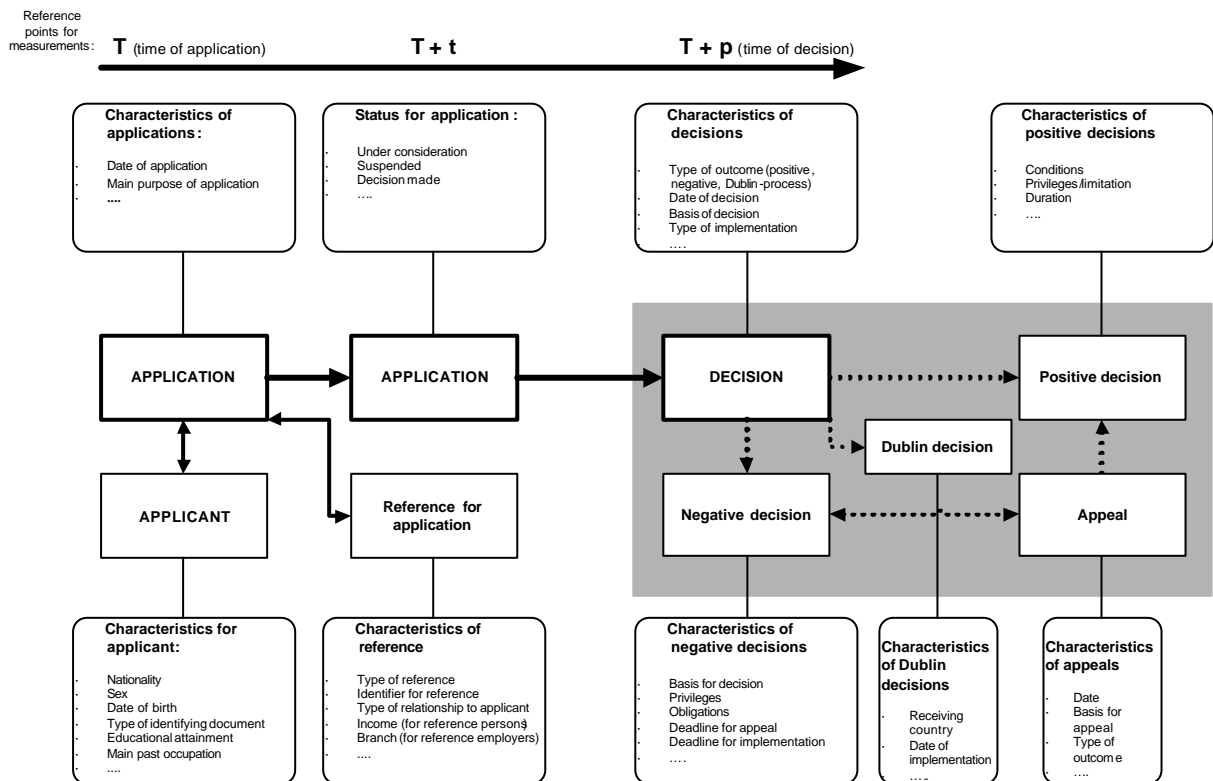 Reference
points for
measurements:
T (time of application)
T + t
T + p (time of decision)
Characteristics of
applications:
· Date of application
· Main purpose of application
· ....
Status for application :
· Under consideration
· Suspended
· Decision made
· ....
Characteristics of
decisions
· Type of outcome (positive,
negative, Dublin-process)
· Date of decision
· Basis of decision
· Type of implementation
· ....
Characteristics of
positive decisions
· Conditions
· Privileges/limitation
· Duration
· ....
APPLICATION
APPLICATION
DECISION
Positive decision
Dublin decision
APPLICANT
Reference for
application
Negative decision
Appeal
Characteristics for
applicant:
· Nationality
· Sex
· Date of birth
· Type of identifying document
· Educational attainment
· Main past occupation
· ....
Characteristics of
reference
· Type of reference
· Identifier for reference
· Type of relationship to applicant
· Income (for reference persons)
· Branch (for reference employers)
· ....
Characteristics of
negative decisions
· Basis for decision
· Privileges
· Obligations
· Deadline for appeal
· Deadline for implementation
· ....
Characteristics
of Dublin
decisions
· Receiving
country
· Date of
implementation
· .....
Characteristics
of appeals
· Date
· Basis for
appeal
· Type of
outcome
· ....